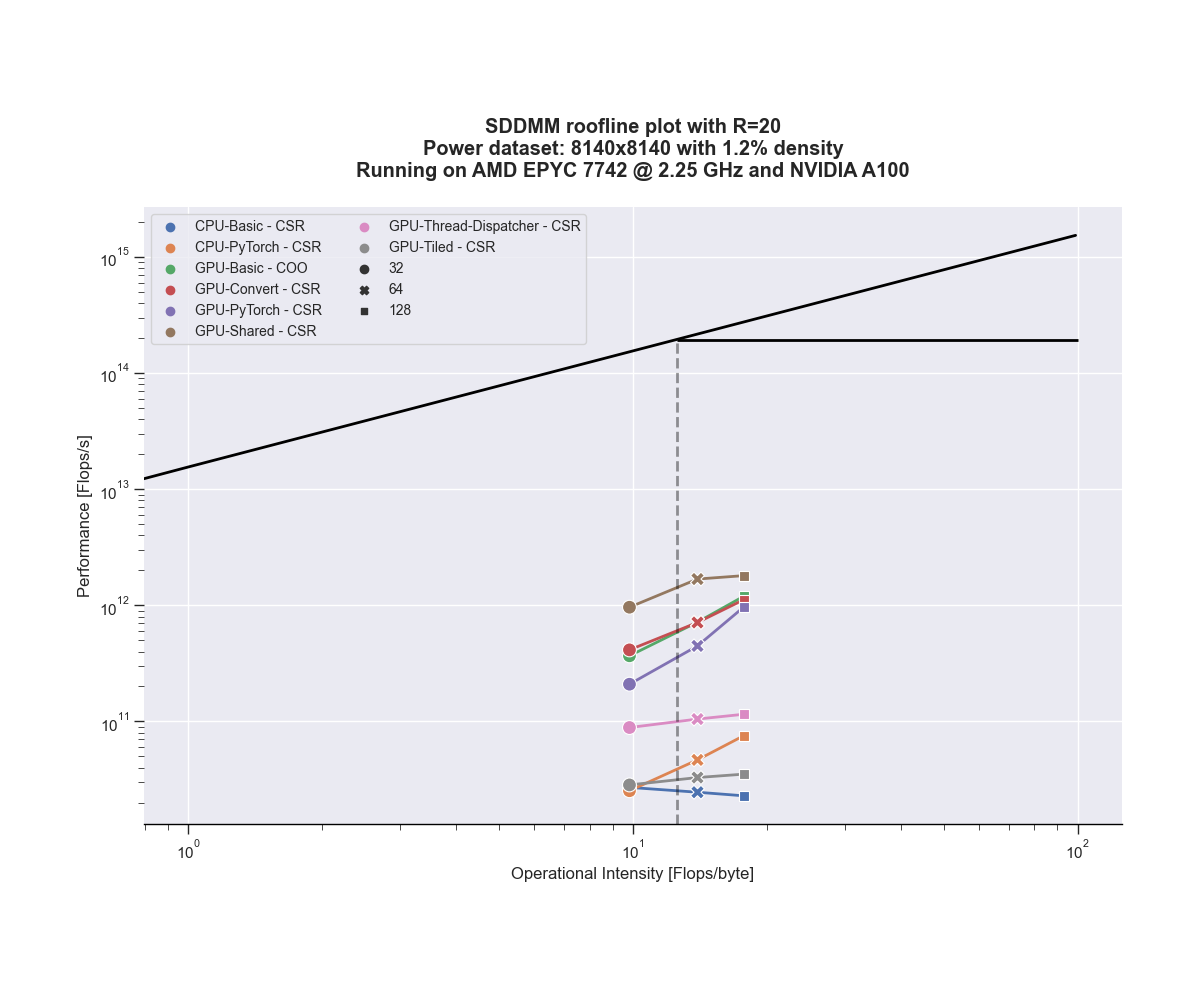 SDDMM roofline plot with R=20
Power dataset: 8140x8140 with 1.2% density
Running on AMD EPYC 7742 @ 2.25 GHz and NVIDIA A100
CPU-Basic - CSR
CPU-PyTorch - CSR
GPU-Basic - COO
GPU-Convert - CSR
GPU-PyTorch - CSR
GPU-Shared - CSR
GPU-Thread-Dispatcher - CSR
GPU-Tiled - CSR
32
64
128
Performance [Flops/s]
10^15
10^14
10^13
10^12
10^11
10^0
10^1
10^2
Operational Intensity [Flops/byte]